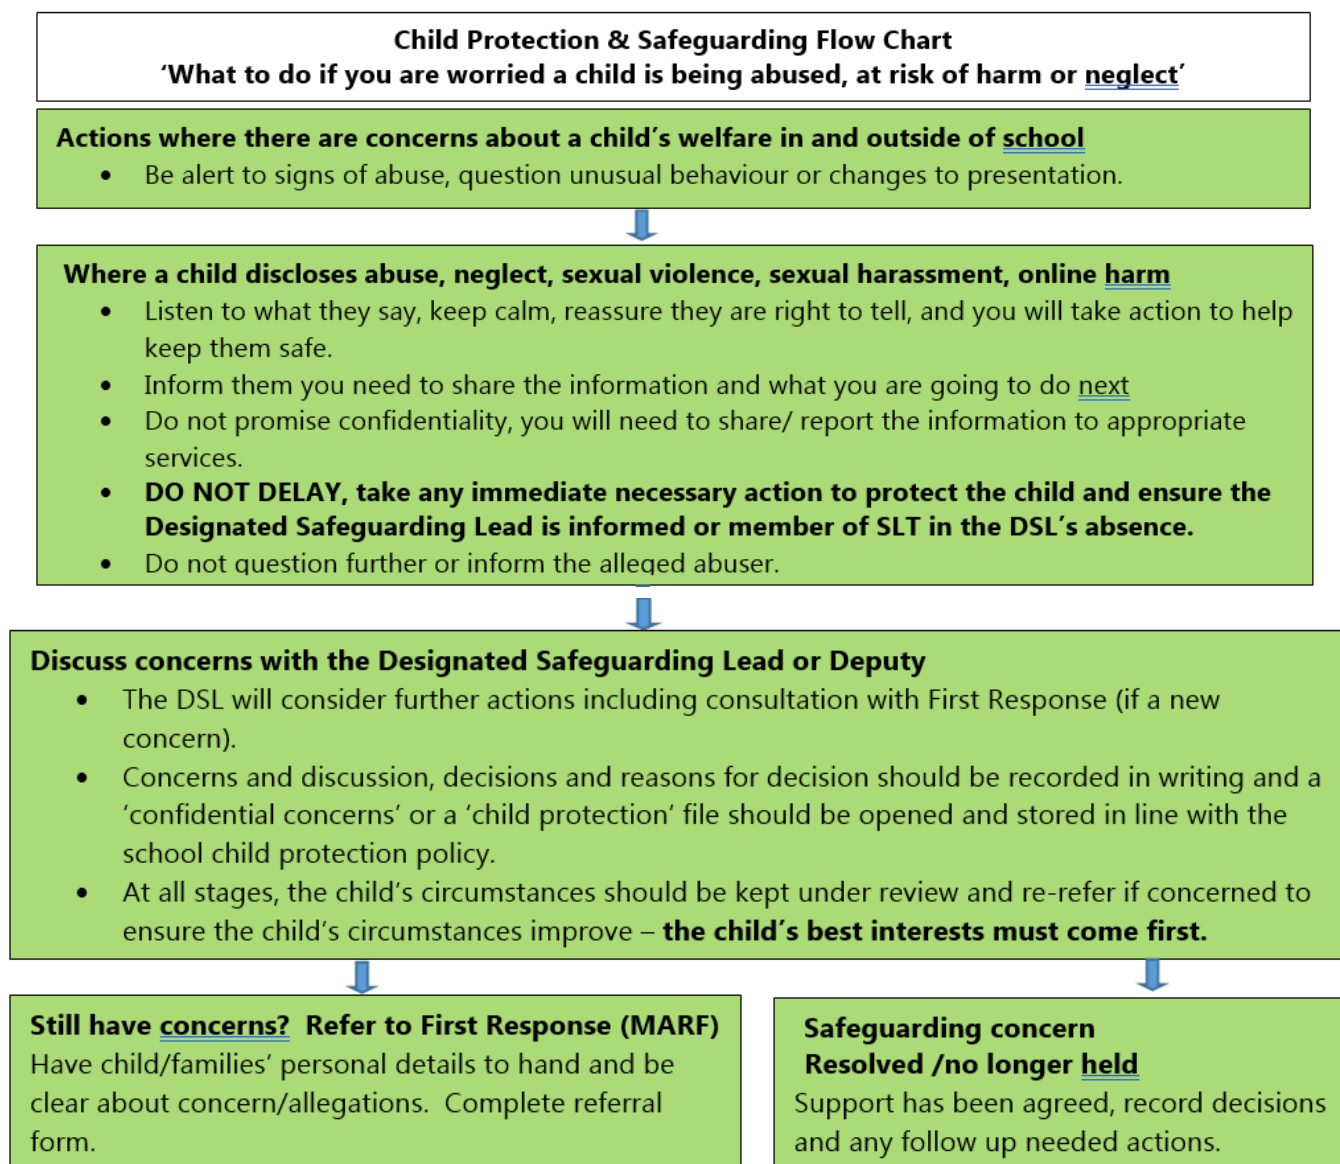 Child Protection & Safeguarding Flow Chart
‘What to do if you are worried a child is being abused, at risk of harm or neglect’
Actions where there are concerns about a child’s welfare in and outside of school
• Be alert to signs of abuse, question unusual behaviour or changes to presentation.
Where a child discloses abuse, neglect, sexual violence, sexual harassment, online harm
• Listen to what they say, keep calm, reassure they are right to tell, and you will take action to help
keep them safe.
• Inform them you need to share the information and what you are going to do next
• Do not promise confidentiality, you will need to share/ report the information to appropriate
services.
• DO NOT DELAY, take any immediate necessary action to protect the child and ensure the
Designated Safeguarding Lead is informed or member of SLT in the DSL’s absence.
• Do not question further or inform the alleged abuser.
Discuss concerns with the Designated Safeguarding Lead or Deputy
• The DSL will consider further actions including consultation with First Response (if a new
concern).
• Concerns and discussion, decisions and reasons for decision should be recorded in writing and a
‘confidential concerns’ or a ‘child protection’ file should be opened and stored in line with the
school child protection policy.
• At all stages, the child’s circumstances should be kept under review and re-refer if concerned to
ensure the child’s circumstances improve – the child’s best interests must come first.
Still have concerns? Refer to First Response (MARF)
Have child/families’ personal details to hand and be
clear about concern/allegations. Complete referral
form.
Safeguarding concern
Resolved /no longer held
Support has been agreed, record decisions
and any follow up needed actions.